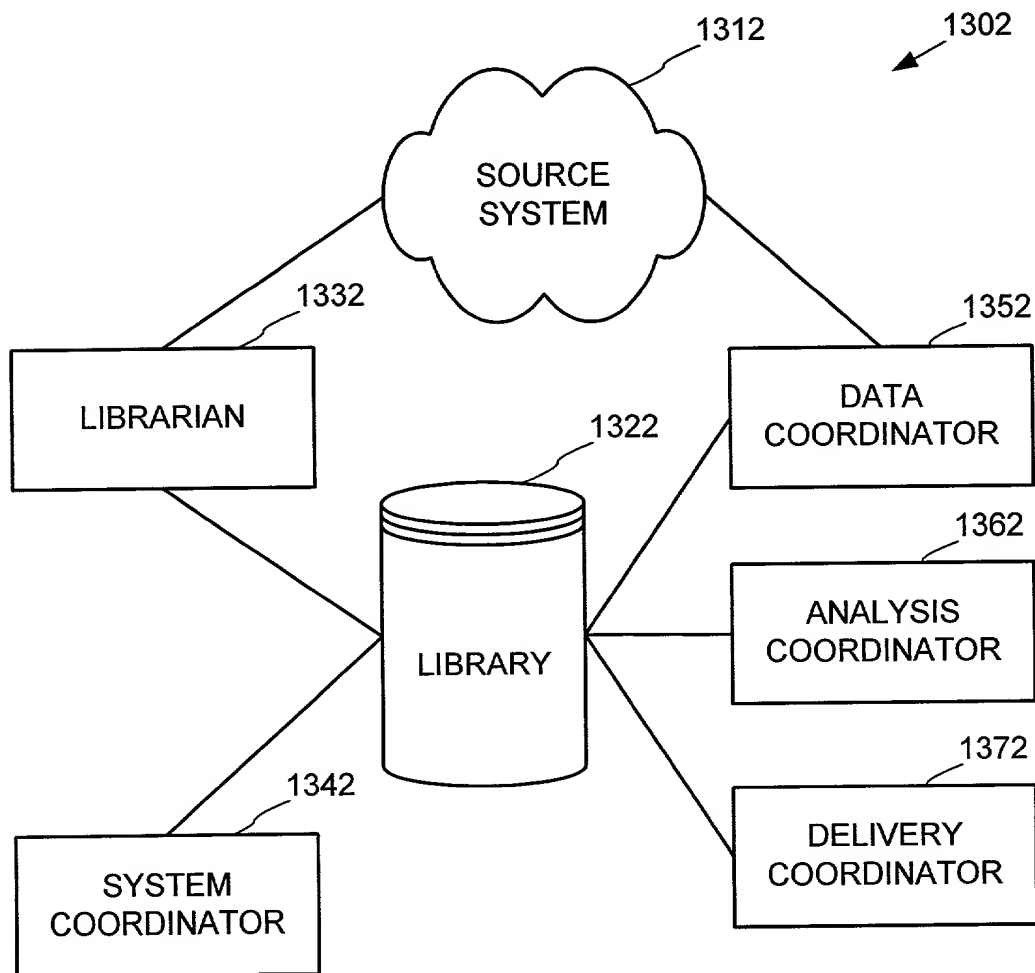 1312
1302
SOURCE
SYSTEM
1332
1352
LIBRARIAN
DATA
COORDINATOR
1322
1362
LIBRARY
ANALYSIS
COORDINATOR
1342
1372
SYSTEM
COORDINATOR
DELIVERY
COORDINATOR